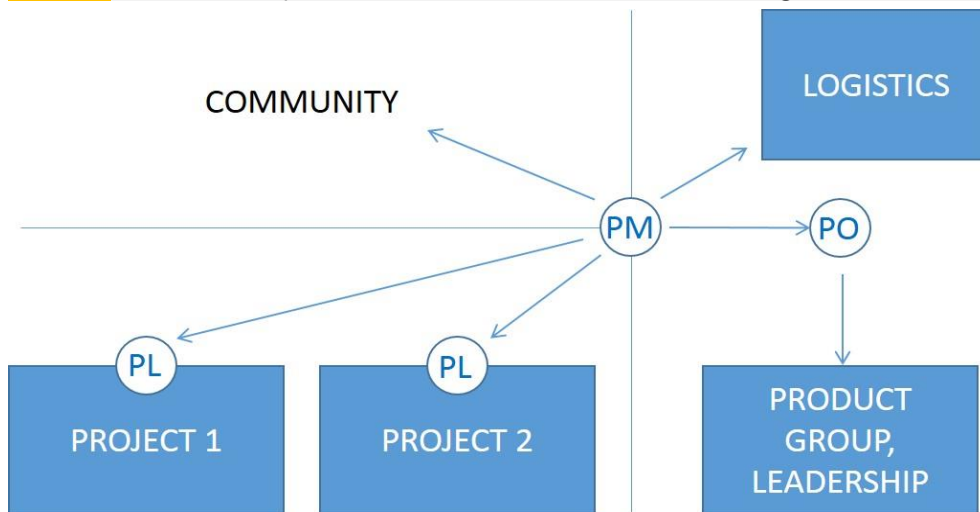 LOGISTICS
COMMUNITY
PM
PO
PL
PL
PROJECT 1
PROJECT 2
PRODUCT
GROUP,
LEADERSHIP